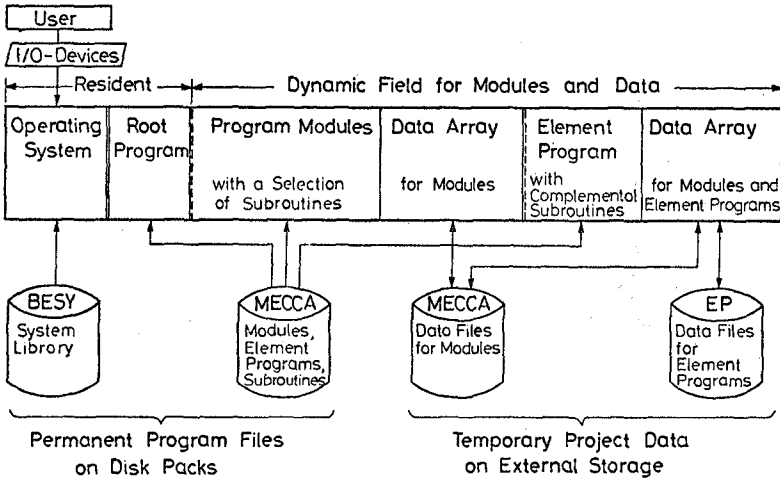 User
I/O-Devices
Resident
Dynamic Field for Modules and Data
Operating
System
Root
Program
Program Modules
with a Selection
of Subroutines
Data Array
for Modules
Element
Program
with
Complemental
Subroutines
Data Array
for Modules and
Element Programs
BESY
System
Library
MECCA
Modules,
Element
Programs,
Subroutines
MECCA
Data Files
for Modules
EP
Data Files
for
Element
Programs
Permanent Program Files
on Disk Packs
Temporary Project Data
on External Storage